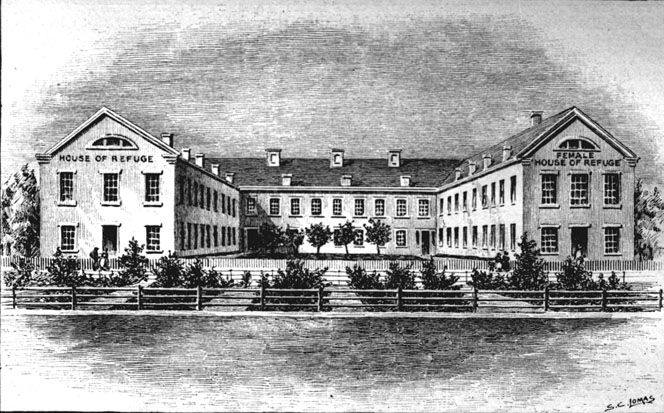 HOUSE OF REFUGE
FEMALE
HOUSE OF REFUGE
S.C. LOMAS